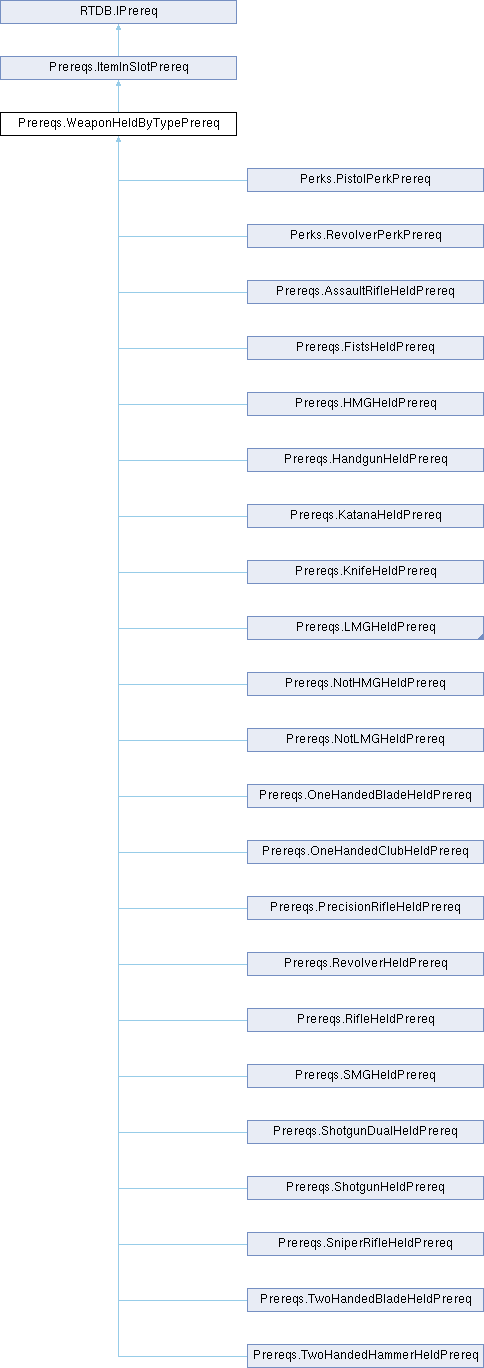 RTDB.IPrereq
Prereqs.ItemInSlotPrereq
Prereqs.WeaponHeldByTypePrereq
Perks.PistolPerkPrereq
Perks.RevolverPerkPrereq
Prereqs.AssaultRifleHeldPrereq
Prereqs.FistsHeldPrereq
Prereqs.HMGHeldPrereq
Prereqs.HandgunHeldPrereq
Prereqs.KatanaHeldPrereq
Prereqs.KnifeHeldPrereq
Prereqs.LMGHeldPrereq
Prereqs.NotHMGHeldPrereq
Prereqs.NotLMGHeldPrereq
Prereqs.OneHandedBladeHeldPrereq
Prereqs.OneHandedClubHeldPrereq
Prereqs.PrecisionRifleHeldPrereq
Prereqs.RevolverHeldPrereq
Prereqs.RifleHeldPrereq
Prereqs.SMGHeldPrereq
Prereqs.ShotgunDualHeldPrereq
Prereqs.ShotgunHeldPrereq
Prereqs.SniperRifleHeldPrereq
Prereqs.TwoHandedBladeHeldPrereq
Prereqs.TwoHandedHammerHeldPrereq